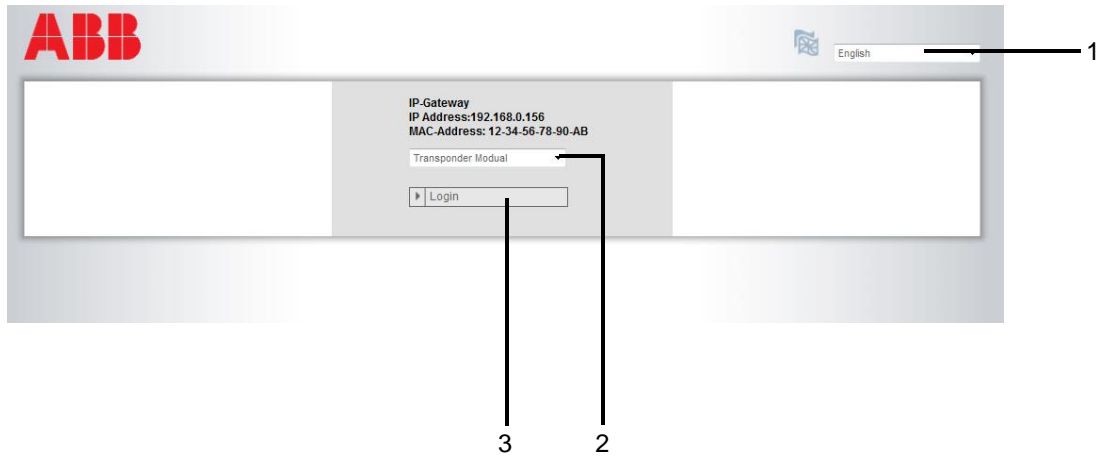 ABB
English
1
IP-Gateway
IP Address:192.168.0.156
MAC-Address: 12-34-56-78-90-AB
Transponder Modual
Login
3
2